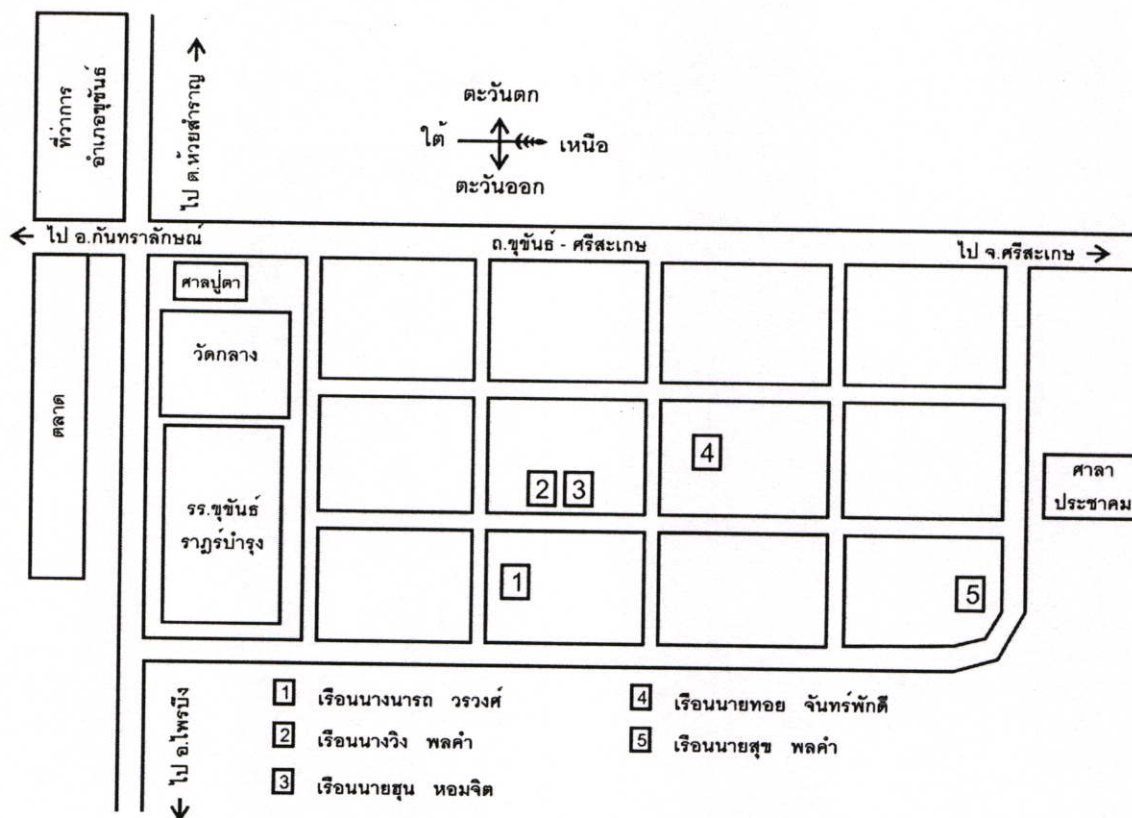 ที่ว่าการ
อำเภอขุขันธ์
ไป ต.ห้วยสำราญ
ตะวันตก
ใต้
เหนือ
ตะวันออก
ไป อ.กันทราลักษณ์
ถ.ขุขันธ์ - ศรีสะเกษ
ไป จ.ศรีสะเกษ
ตลาด
ศาลปู่ตา
วัดกลาง
รร.ขุขันธ์
ราฎร์บำรุง
4
2 3
1
5
ศาลา
ประชาคม
ไป อ.ไพรบึง
1 เรือนนางนารถ วรวงศ์
2 เรือนนางวิง พลคำ
3 เรือนนายฮุน หอมจิต
4 เรือนนายทอย จันทร์พักดี
5 เรือนนายสุข พลคำ